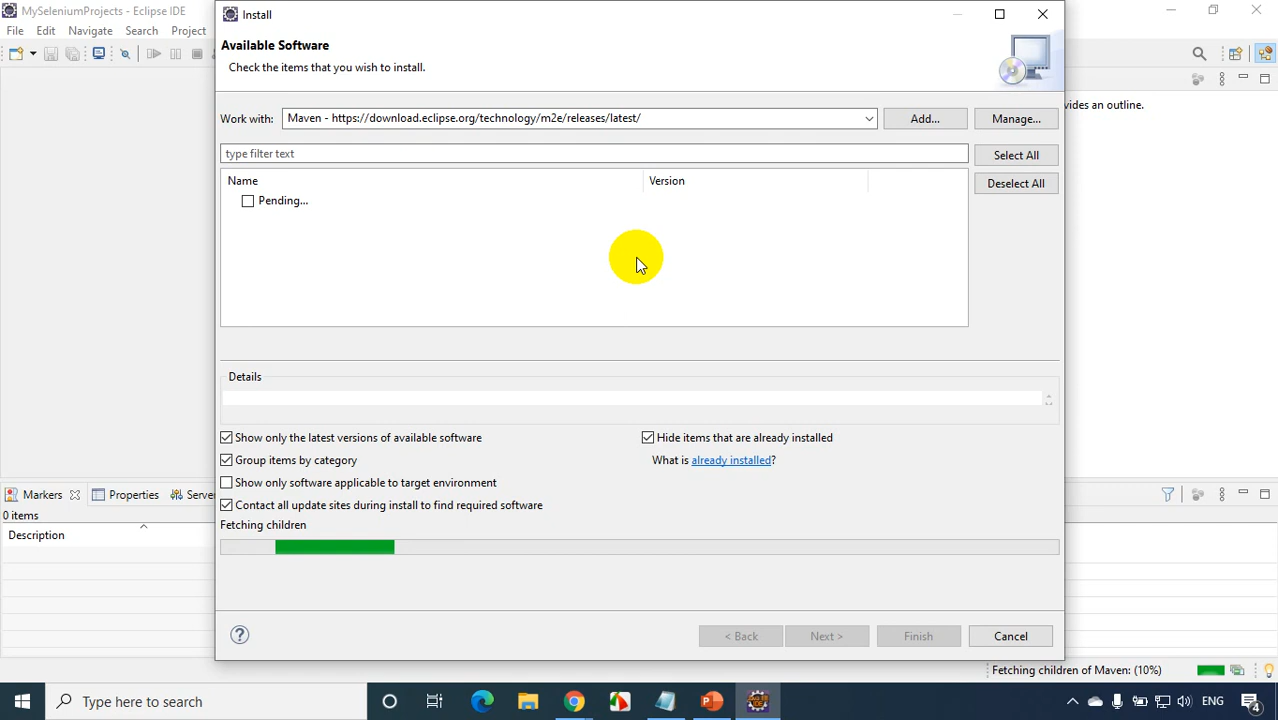 MySeleniumProjects - Eclipse IDE
File Edit Navigate Search Project
Install
Available Software
Check the items that you wish to install.
Work with: Maven - https://download.eclipse.org/technology/m2e/releases/latest/ Add... Manage...
type filter text Select All
Name Version Deselect All
Pending...
vides an outline.
Details
Show only the latest versions of available software Hide items that are already installed
Group items by category What is already installed?
Show only software applicable to target environment
Contact all update sites during install to find required software
Fetching children
Markers Properties Server
0 items
Description
? < Back Next > Finish Cancel
Fetching children of Maven: (10%)
Type here to search ENG 4